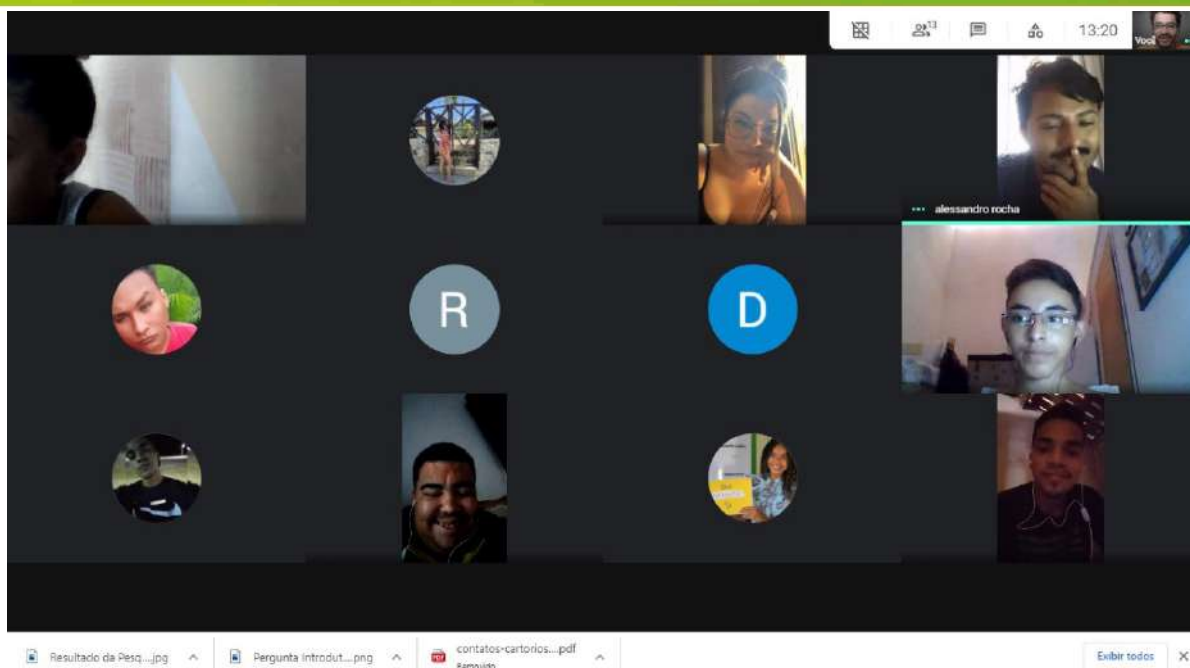 13
13:20
Você
alessandro rocha
R
D
Resultado da Pesq....jpg
Pergunta Introdut....png
contatos-cartorios....pdf
Removido
Exibir todos